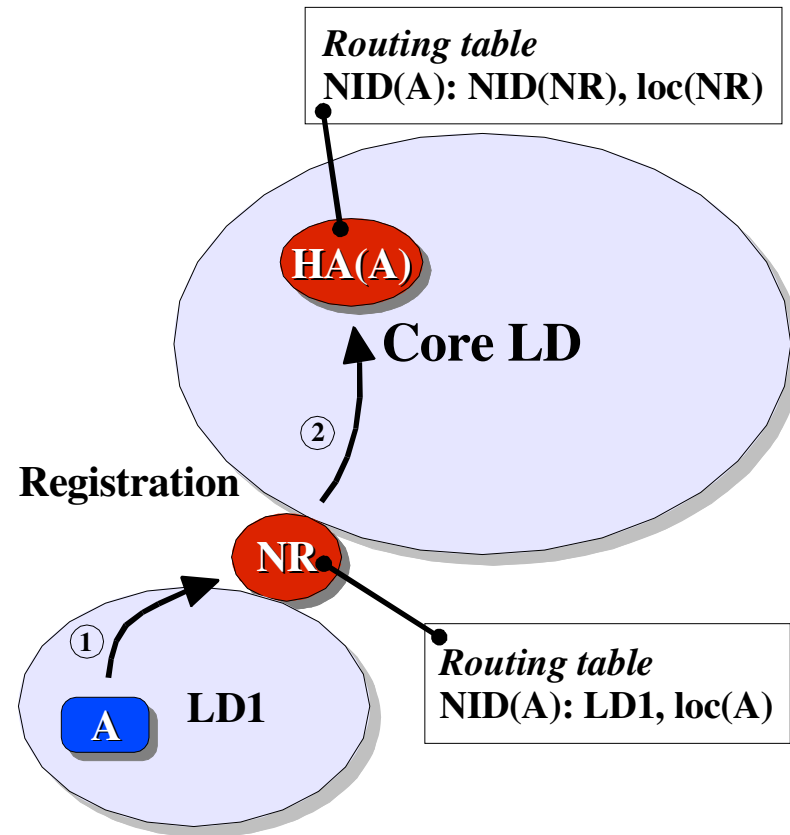 Routing table
NID(A): NID(NR), loc(NR)
HA(A)
Core LD
2
Registration
NR
1
Routing table
NID(A): LD1, loc(A)
LD1
A